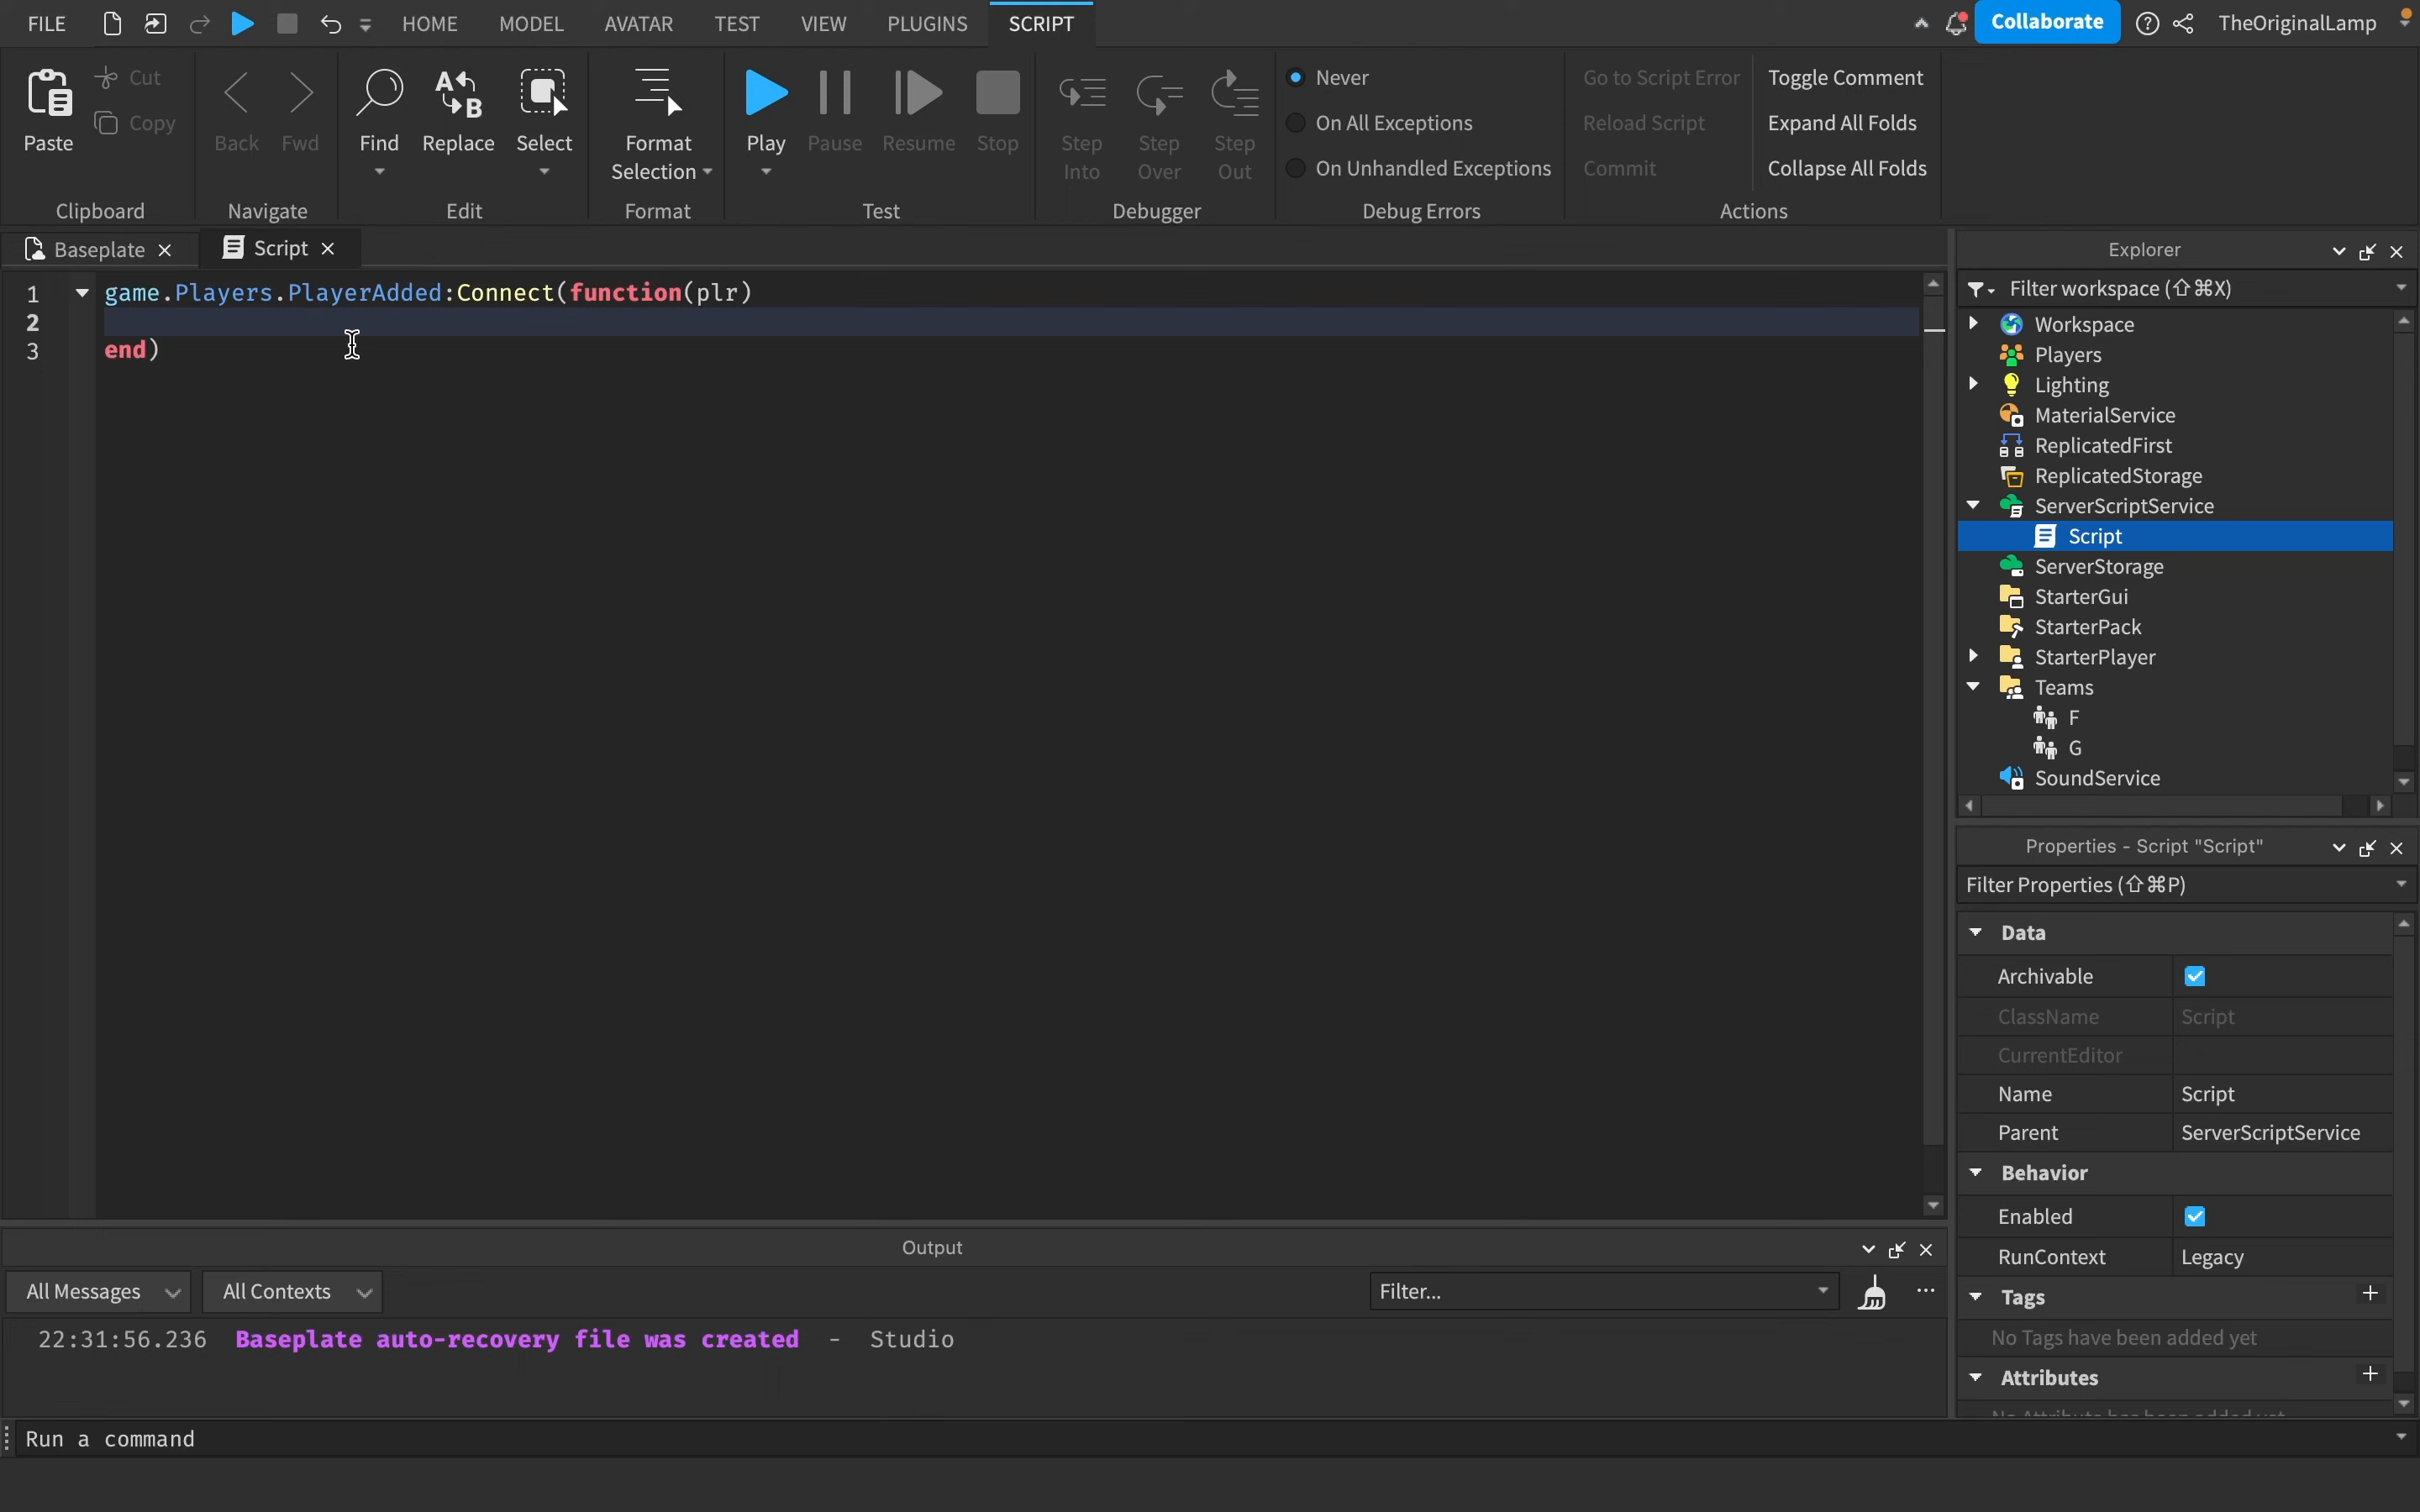 FILE HOME MODEL AVATAR TEST VIEW PLUGINS SCRIPT Collaborate TheOriginalLamp
Paste Cut Copy Clipboard
Back Fwd Navigate
Find Replace Select Edit
Format Selection Format
Play Pause Resume Stop Test
Step Into Step Over Step Out Debugger
Never
On All Exceptions
On Unhandled Exceptions
Debug Errors
Go to Script Error
Reload Script
Commit
Toggle Comment
Expand All Folds
Collapse All Folds
Actions
Baseplate Script
1 game.Players.PlayerAdded:Connect(function(plr)
2
3 end)
Explorer
Filter workspace (⇧⌘X)
Workspace
Players
Lighting
MaterialService
ReplicatedFirst
ReplicatedStorage
ServerScriptService
Script
ServerStorage
StarterGui
StarterPack
StarterPlayer
Teams
F
G
SoundService
Properties - Script "Script"
Filter Properties (⇧⌘P)
Data
Archivable
ClassName Script
CurrentEditor
Name Script
Parent ServerScriptService
Behavior
Enabled
RunContext Legacy
Tags +
No Tags have been added yet
Attributes +
Output
All Messages All Contexts Filter... ...
22:31:56.236 Baseplate auto-recovery file was created - Studio
Run a command